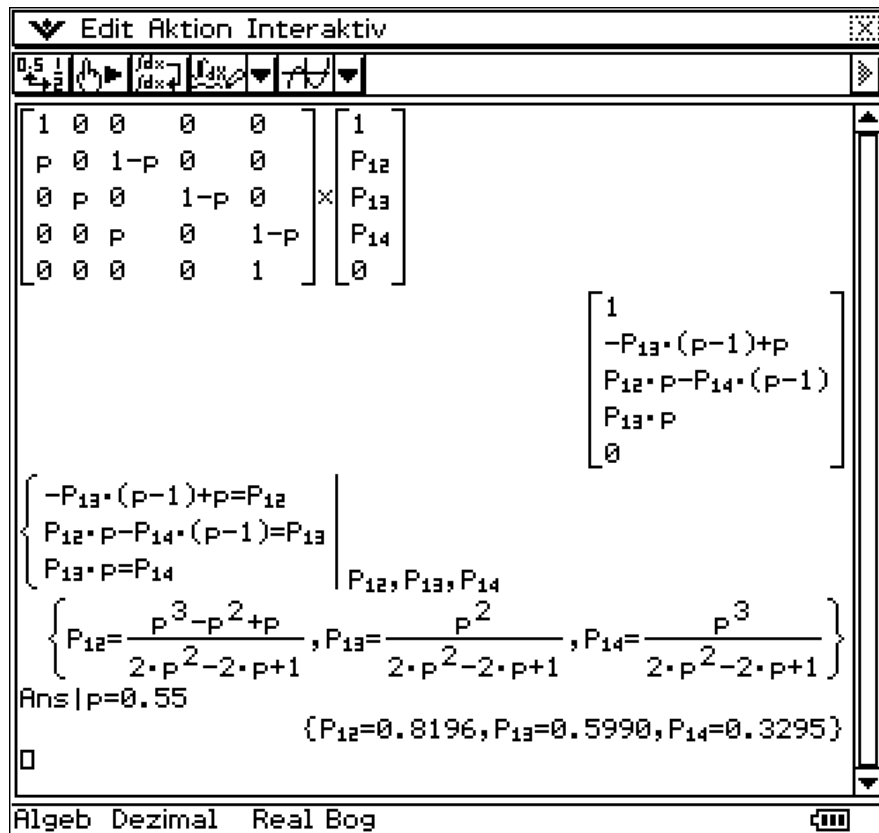 Edit Aktion Interaktiv
[1 0 0 0 0] [1]
[p 0 1-p 0 0] [P₁₂]
[0 p 0 1-p 0] × [P₁₃]
[0 0 p 0 1-p] [P₁₄]
[0 0 0 0 1] [0]
[1]
[-P₁₃·(p-1)+p]
[P₁₂·p-P₁₄·(p-1)]
[P₁₃·p]
[0]
{-P₁₃·(p-1)+p=P₁₂
P₁₂·p-P₁₄·(p-1)=P₁₃
P₁₃·p=P₁₄ | P₁₂,P₁₃,P₁₄
{P₁₂=(p^3-p^2+p)/(2·p^2-2·p+1), P₁₃=p^2/(2·p^2-2·p+1), P₁₄=p^3/(2·p^2-2·p+1)}
Ans|p=0.55
{P₁₂=0.8196,P₁₃=0.5990,P₁₄=0.3295}
Algeb Dezimal Real Bog